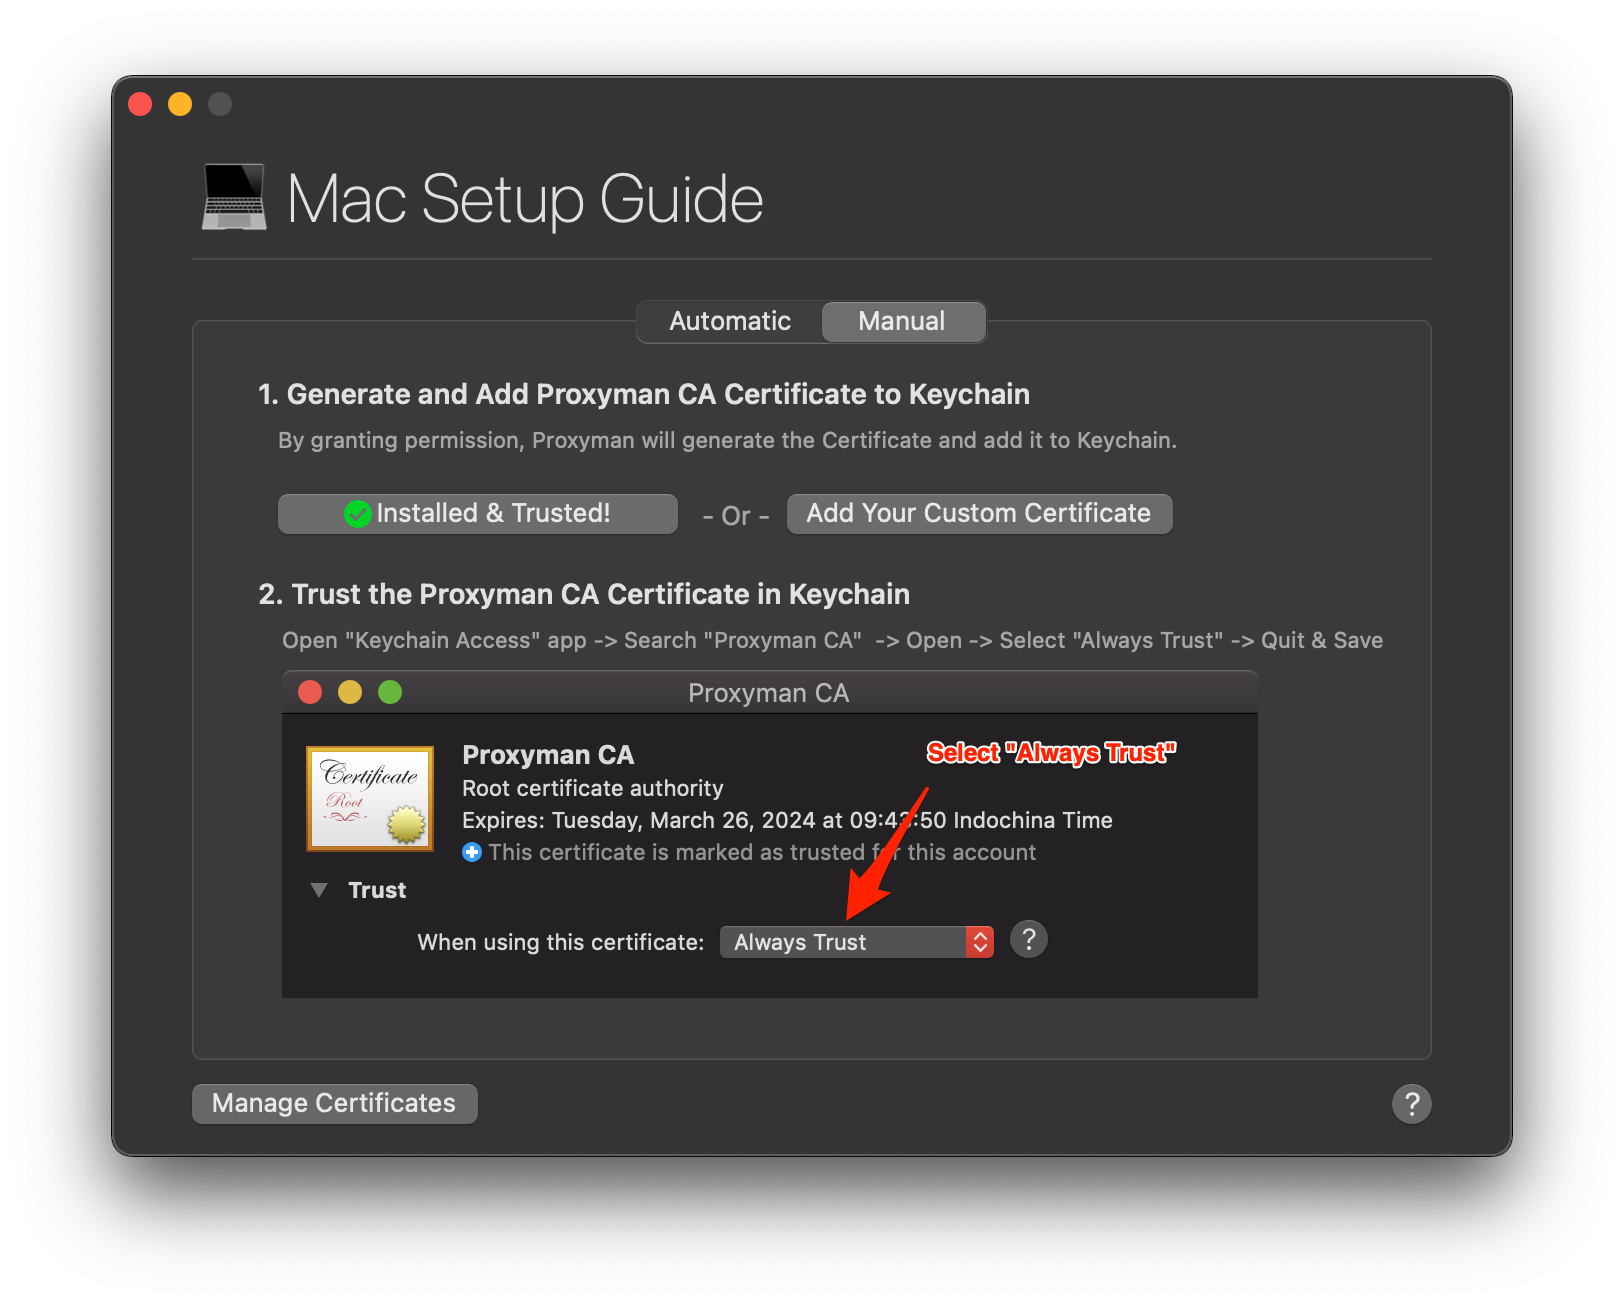 Mac Setup Guide
Automatic Manual
1. Generate and Add Proxyman CA Certificate to Keychain
By granting permission, Proxyman will generate the Certificate and add it to Keychain.
Installed & Trusted! - Or - Add Your Custom Certificate
2. Trust the Proxyman CA Certificate in Keychain
Open "Keychain Access" app -> Search "Proxyman CA" -> Open -> Select "Always Trust" -> Quit & Save
Proxyman CA
Certificate
Root
Proxyman CA
Select "Always Trust"
Root certificate authority
Expires: Tuesday, March 26, 2024 at 09:43:50 Indochina Time
This certificate is marked as trusted for this account
Trust
When using this certificate: Always Trust ?
Manage Certificates ?